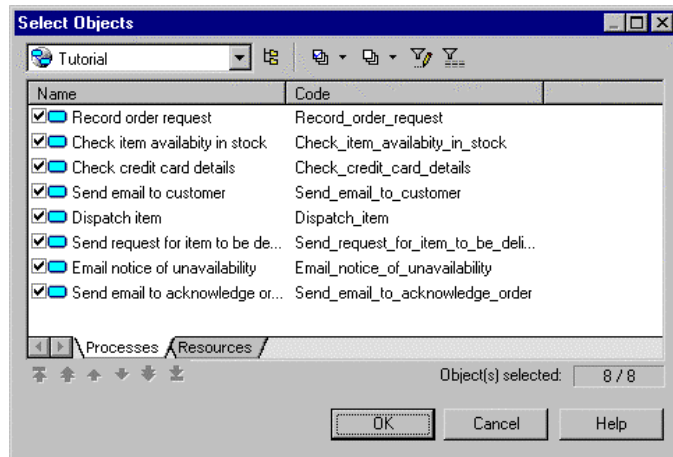 Select Objects
Tutorial
Name Code
Record order request Record_order_request
Check item availabity in stock Check_item_availabity_in_stock
Check credit card details Check_credit_card_details
Send email to customer Send_email_to_customer
Dispatch item Dispatch_item
Send request for item to be de... Send_request_for_item_to_be_deli...
Email notice of unavailability Email_notice_of_unavailability
Send email to acknowledge or... Send_email_to_acknowledge_order
Processes Resources
Object(s) selected: 8 / 8
OK Cancel Help